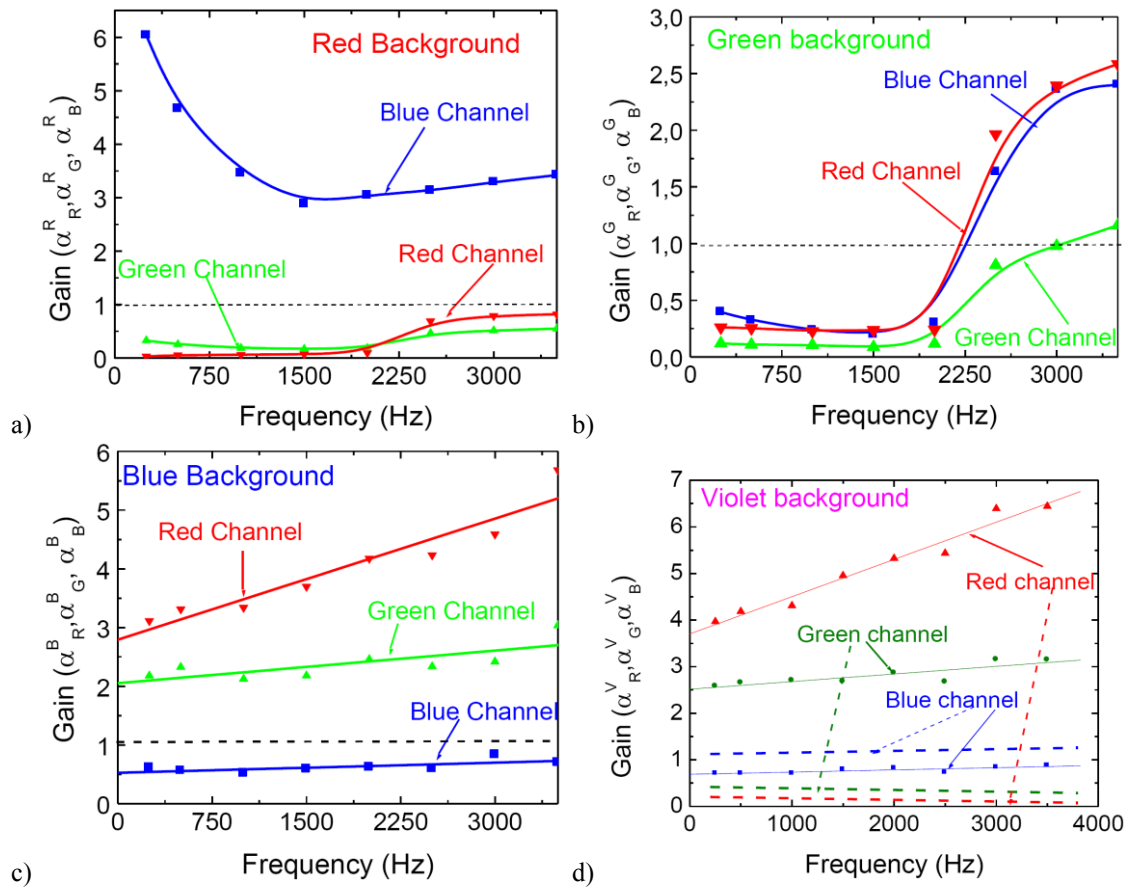 6
5
4
3
2
1
0
Gain (α^R_R,α^R_G, α^R_B)
Red Background
Blue Channel
Green Channel
Red Channel
0 750 1500 2250 3000
Frequency (Hz)
a)
3,0
2,5
2,0
1,5
1,0
0,5
0,0
Gain (α^G_R,α^G_G, α^G_B)
Green background
Blue Channel
Red Channel
Green Channel
0 750 1500 2250 3000
Frequency (Hz)
b)
6
5
4
3
2
1
0
Gain (α^B_R,α^B_G, α^B_B)
Blue Background
Red Channel
Green Channel
Blue Channel
0 750 1500 2250 3000
Frequency (Hz)
c)
7
6
5
4
3
2
1
0
Gain (α^V_R,α^V_G,α^V_B)
Violet background
Red channel
Green channel
Blue channel
0 1000 2000 3000 4000
Frequency (Hz)
d)